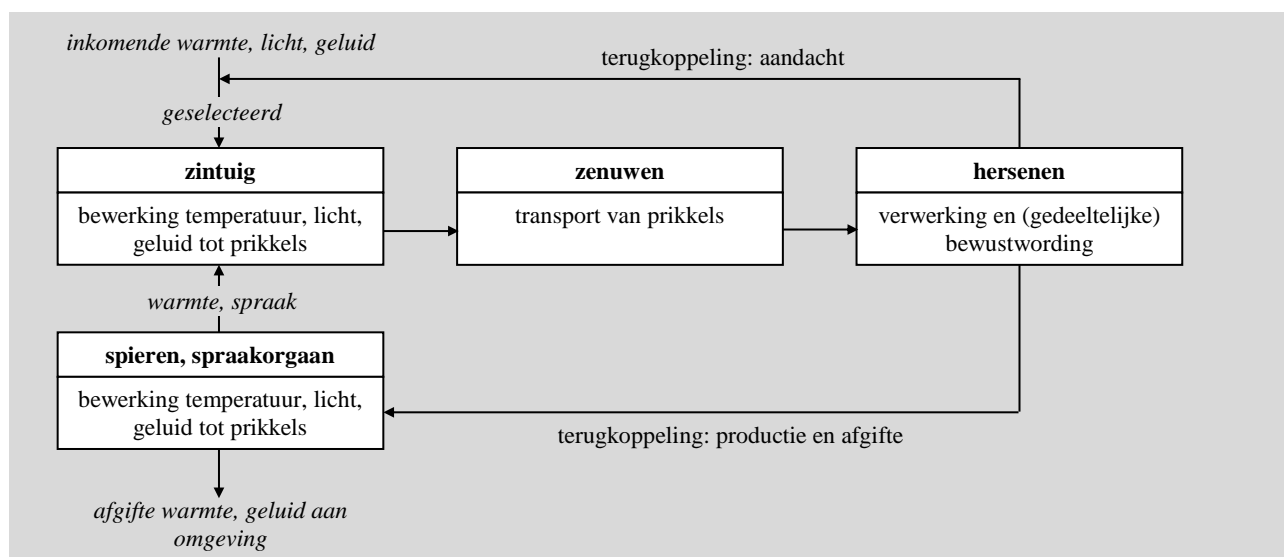 inkomende warmte, licht, geluid
terugkoppeling: aandacht
geselecteerd
zintuig
bewerking temperatuur, licht,
geluid tot prikkels
zenuwen
transport van prikkels
hersenen
verwerking en (gedeeltelijke)
bewustwording
warmte, spraak
spieren, spraakorgaan
bewerking temperatuur, licht,
geluid tot prikkels
terugkoppeling: productie en afgifte
afgifte warmte, geluid aan
omgeving